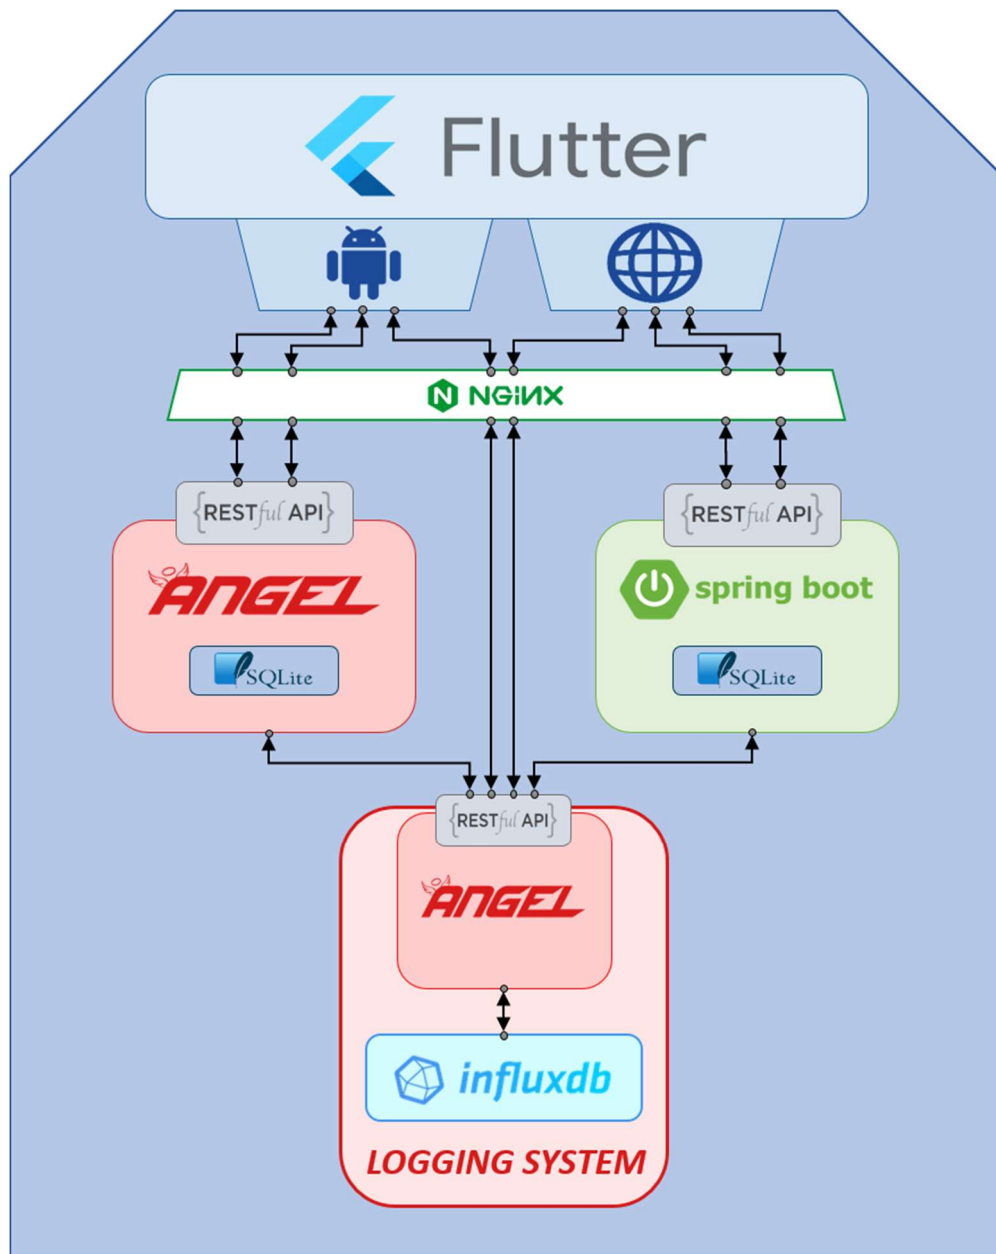 Flutter
NGINX
{RESTful API}
{RESTful API}
ANGEL
spring boot
SQLite
SQLite
{RESTful API}
ANGEL
influxdb
LOGGING SYSTEM